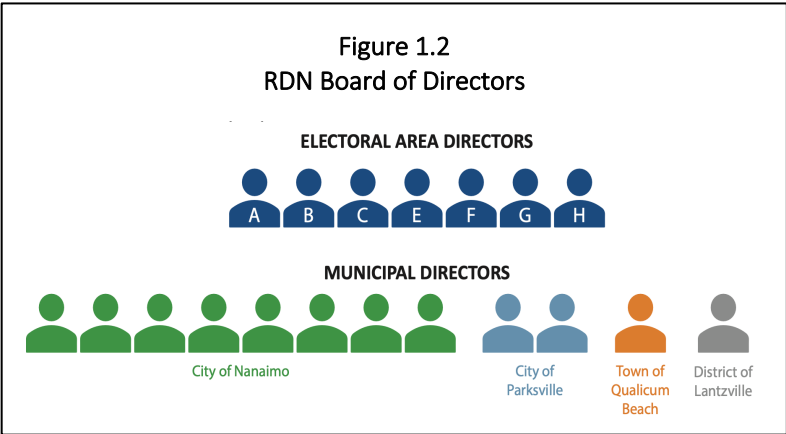 Figure 1.2
RDN Board of Directors
ELECTORAL AREA DIRECTORS
A B C E F G H
MUNICIPAL DIRECTORS
City of Nanaimo
City of
Parksville
Town of
Qualicum
Beach
District of
Lantzville